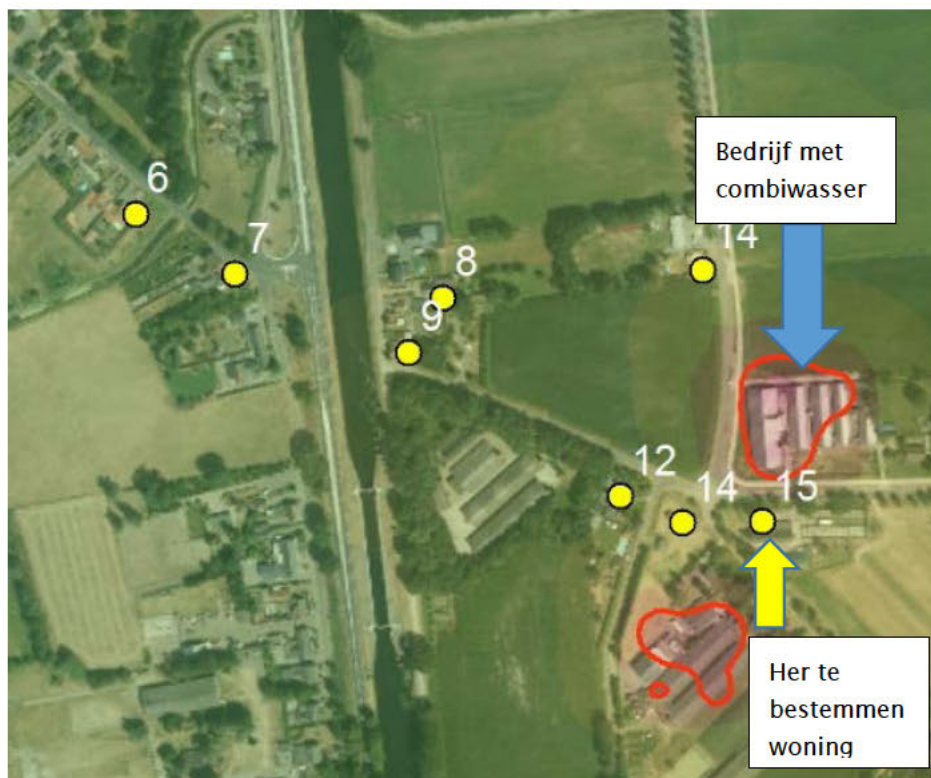 Bedrijf met
combiwasser
6
14
7
8
9
12
14
15
Her te
bestemmen
woning